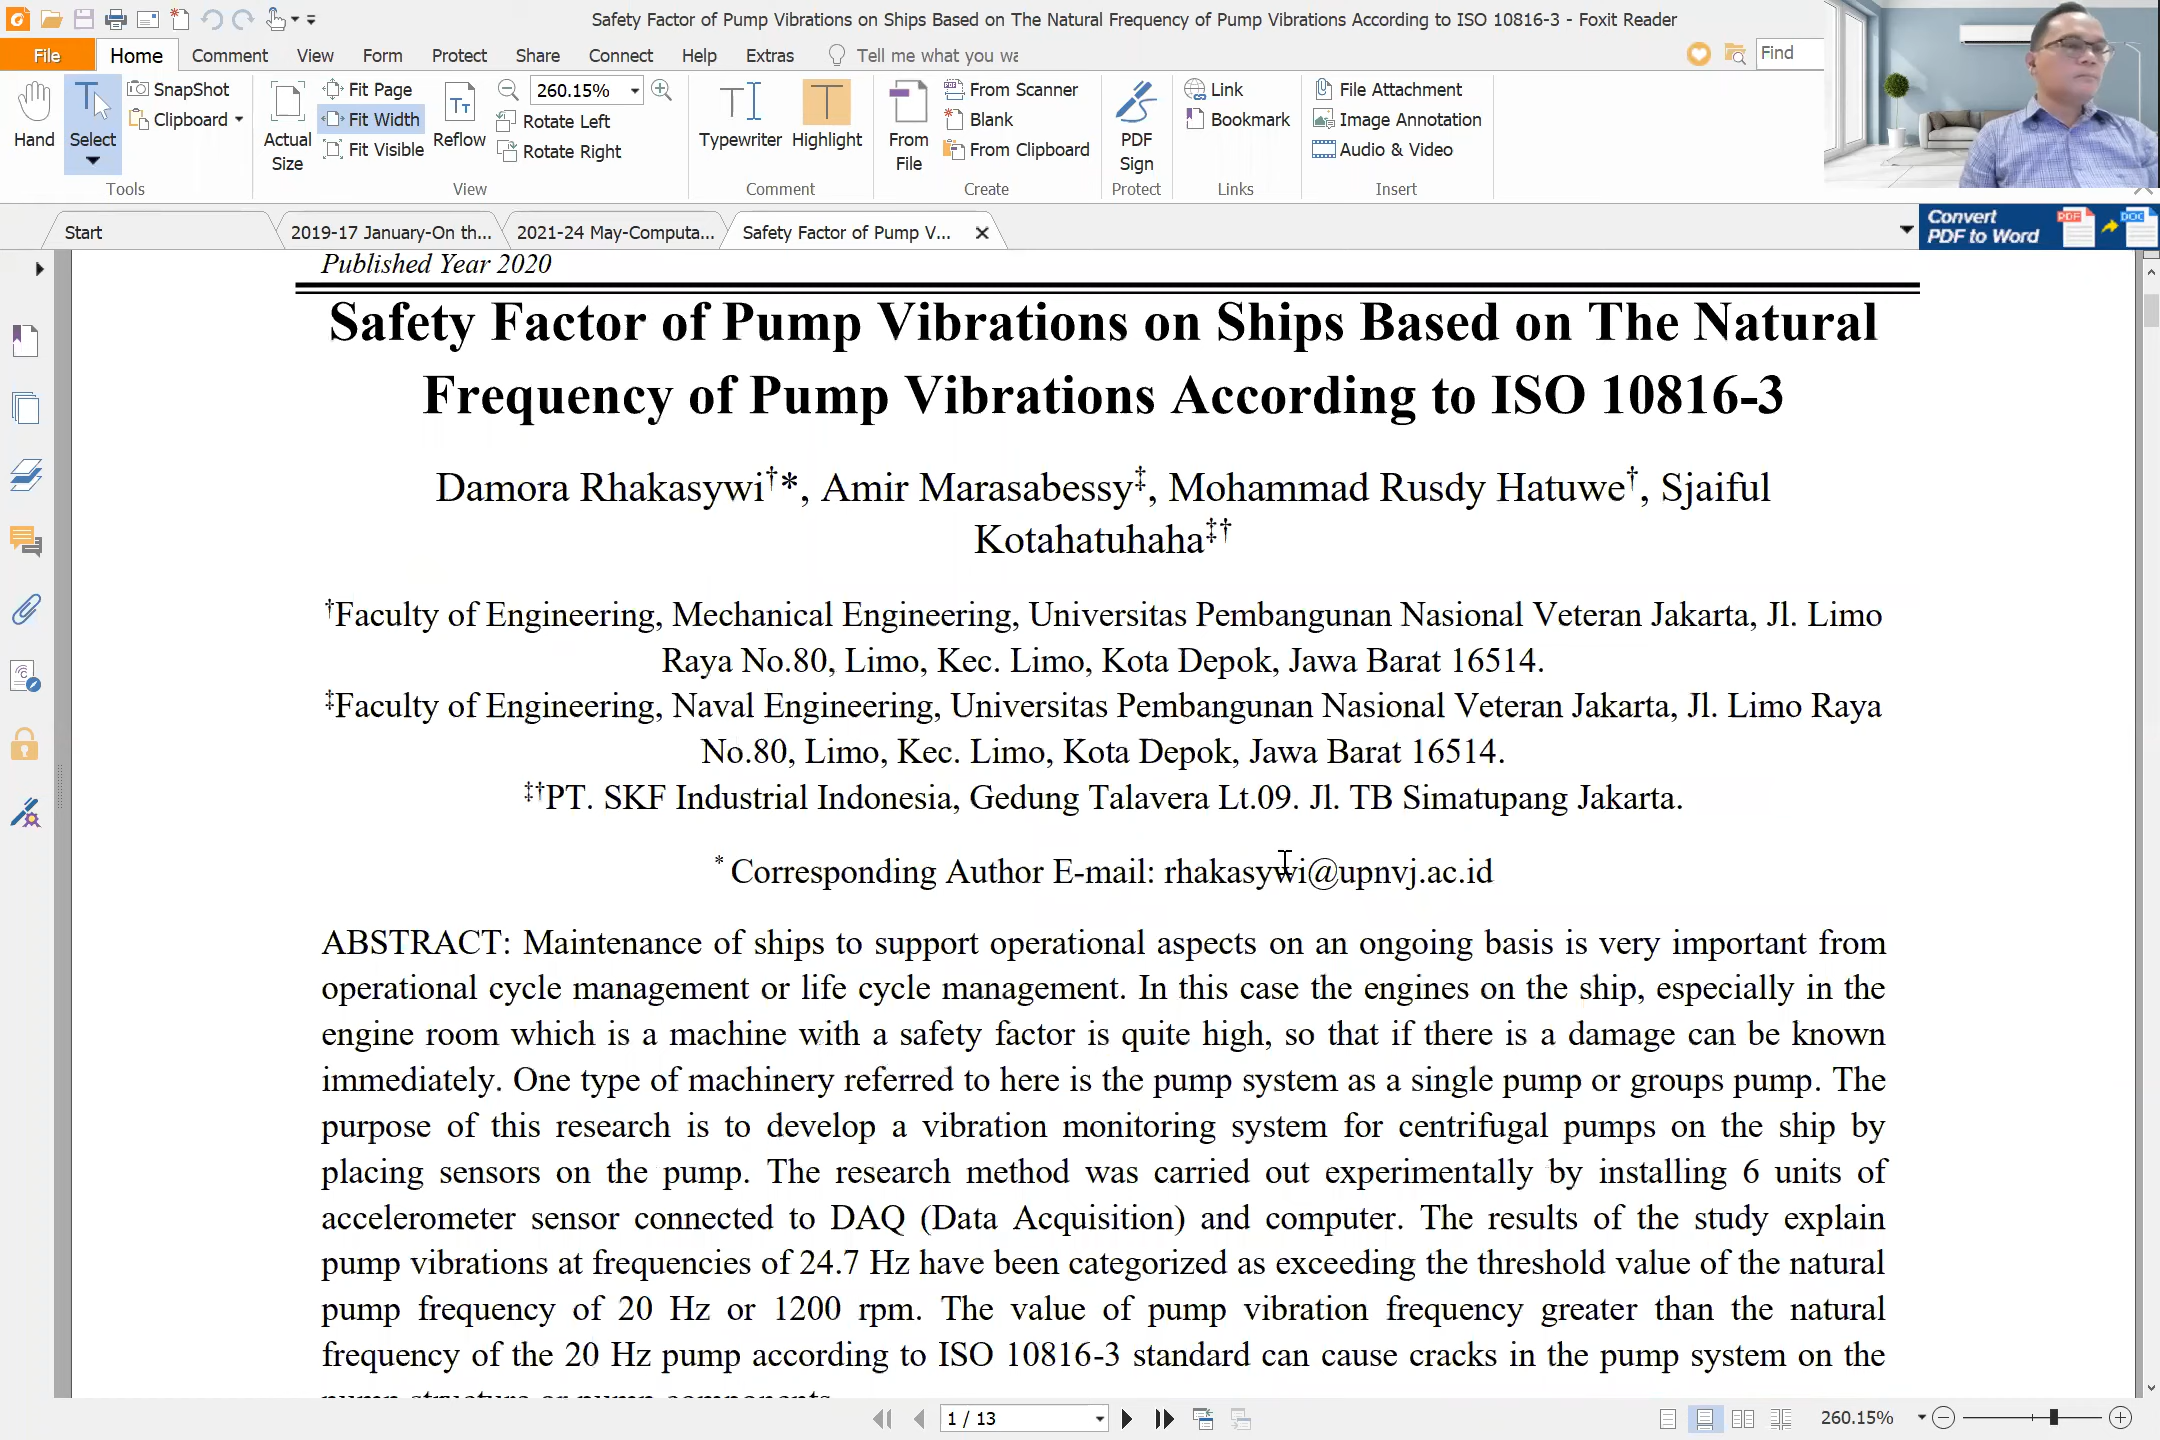 Safety Factor of Pump Vibrations on Ships Based on The Natural Frequency of Pump Vibrations According to ISO 10816-3 - Foxit Reader
File Home Comment View Form Protect Share Connect Help Extras Tell me what you wa Find
Hand
Select
SnapShot
Clipboard
Tools
Actual Size
Fit Page
Fit Width
Fit Visible
Reflow
260.15%
Rotate Left
Rotate Right
View
Typewriter
Highlight
Comment
From File
From Scanner
Blank
From Clipboard
Create
PDF Sign
Protect
Link
Bookmark
Links
File Attachment
Image Annotation
Audio & Video
Insert
Start 2019-17 January-On th... 2021-24 May-Computa... Safety Factor of Pump V...
Convert PDF DOC
PDF to Word
Published Year 2020
Safety Factor of Pump Vibrations on Ships Based on The Natural
Frequency of Pump Vibrations According to ISO 10816-3
Damora Rhakasywi†*, Amir Marasabessy‡, Mohammad Rusdy Hatuwe†, Sjaiful
Kotahatuhaha‡†
†Faculty of Engineering, Mechanical Engineering, Universitas Pembangunan Nasional Veteran Jakarta, Jl. Limo
Raya No.80, Limo, Kec. Limo, Kota Depok, Jawa Barat 16514.
‡Faculty of Engineering, Naval Engineering, Universitas Pembangunan Nasional Veteran Jakarta, Jl. Limo Raya
No.80, Limo, Kec. Limo, Kota Depok, Jawa Barat 16514.
‡†PT. SKF Industrial Indonesia, Gedung Talavera Lt.09. Jl. TB Simatupang Jakarta.
* Corresponding Author E-mail: rhakasywi@upnvj.ac.id
ABSTRACT: Maintenance of ships to support operational aspects on an ongoing basis is very important from
operational cycle management or life cycle management. In this case the engines on the ship, especially in the
engine room which is a machine with a safety factor is quite high, so that if there is a damage can be known
immediately. One type of machinery referred to here is the pump system as a single pump or groups pump. The
purpose of this research is to develop a vibration monitoring system for centrifugal pumps on the ship by
placing sensors on the pump. The research method was carried out experimentally by installing 6 units of
accelerometer sensor connected to DAQ (Data Acquisition) and computer. The results of the study explain
pump vibrations at frequencies of 24.7 Hz have been categorized as exceeding the threshold value of the natural
pump frequency of 20 Hz or 1200 rpm. The value of pump vibration frequency greater than the natural
frequency of the 20 Hz pump according to ISO 10816-3 standard can cause cracks in the pump system on the
pump structure or pump components.
1 / 13 260.15%